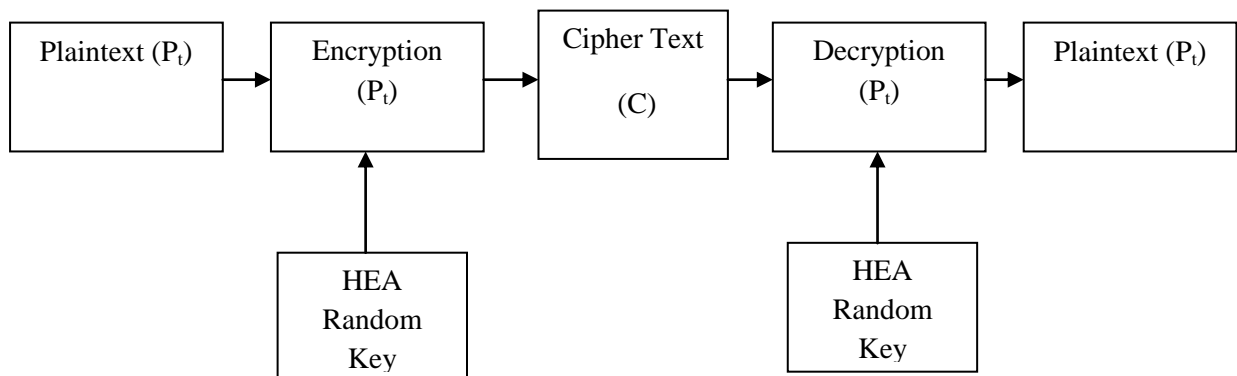 Plaintext (Pt)
Encryption
(Pt)
Cipher Text
(C)
Decryption
(Pt)
Plaintext (Pt)
HEA
Random
Key
HEA
Random
Key